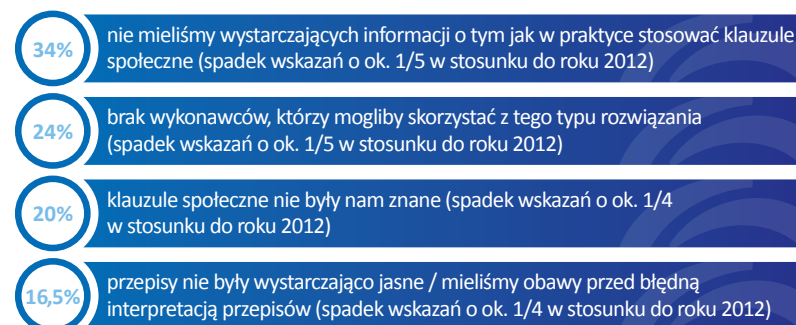 34%
nie mieliśmy wystarczających informacji o tym jak w praktyce stosować klauzule
społeczne (spadek wskazań o ok. 1/5 w stosunku do roku 2012)
24%
brak wykonawców, którzy mogliby skorzystać z tego typu rozwiązania
(spadek wskazań o ok. 1/5 w stosunku do roku 2012)
20%
klauzule społeczne nie były nam znane (spadek wskazań o ok. 1/4
w stosunku do roku 2012)
16,5%
przepisy nie były wystarczająco jasne / mieliśmy obawy przed błędną
interpretacją przepisów (spadek wskazań o ok. 1/4 w stosunku do roku 2012)